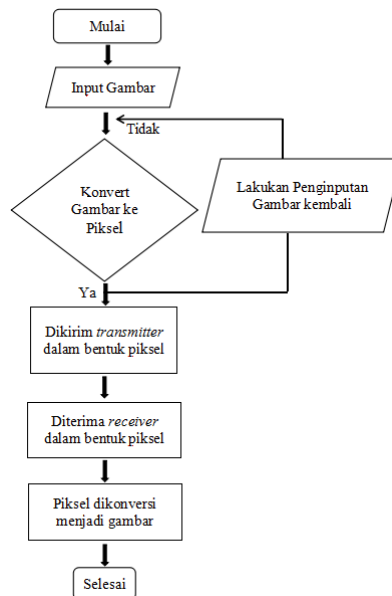 Mulai
Input Gambar
Tidak
Konvert
Gambar ke
Piksel
Lakukan Penginputan
Gambar kembali
Ya
Dikirim transmitter
dalam bentuk piksel
Diterima receiver
dalam bentuk piksel
Piksel dikonversi
menjadi gambar
Selesai